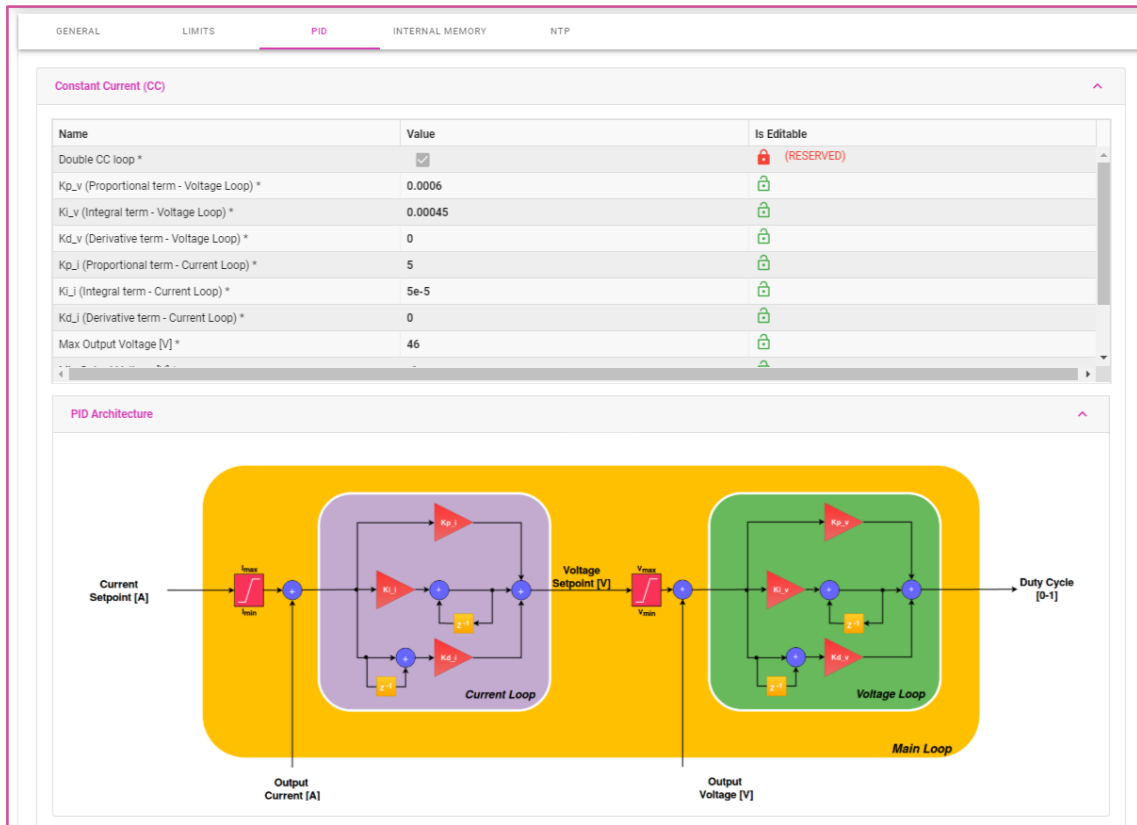 GENERAL LIMITS PID INTERNAL MEMORY NTP
Constant Current (CC)
Name Value Is Editable
Double CC loop * (RESERVED)
Kp_v (Proportional term - Voltage Loop) * 0.0006
Ki_v (Integral term - Voltage Loop) * 0.00045
Kd_v (Derivative term - Voltage Loop) * 0
Kp_i (Proportional term - Current Loop) * 5
Ki_i (Integral term - Current Loop) * 5e-5
Kd_i (Derivative term - Current Loop) * 0
Max Output Voltage [V] * 46
PID Architecture
Current
Setpoint [A]
Imax
Imin
+
Kp_i
Ki_i
+
+
z⁻¹
Kd_i
+
z⁻¹
Current Loop
Voltage
Setpoint [V]
Vmax
Vmin
+
Kp_v
Ki_v
+
+
z⁻¹
Kd_v
+
z⁻¹
Voltage Loop
Duty Cycle
[0-1]
Main Loop
Output
Current [A]
Output
Voltage [V]